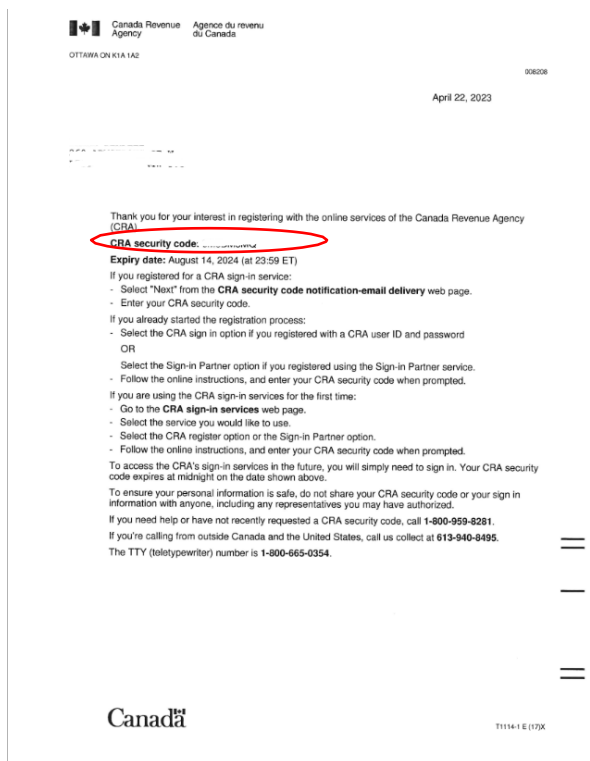 Canada Revenue Agency Agence du revenu du Canada
OTTAWA ON K1A 1A2
008208
April 22, 2023
Thank you for your interest in registering with the online services of the Canada Revenue Agency
(CRA)
CRA security code:
Expiry date: August 14, 2024 (at 23:59 ET)
If you registered for a CRA sign-in service:
- Select "Next" from the CRA security code notification-email delivery web page.
- Enter your CRA security code.
If you already started the registration process:
- Select the CRA sign in option if you registered with a CRA user ID and password
OR
Select the Sign-in Partner option if you registered using the Sign-in Partner service.
- Follow the online instructions, and enter your CRA security code when prompted.
If you are using the CRA sign-in services for the first time:
- Go to the CRA sign-in services web page.
- Select the service you would like to use.
- Select the CRA register option or the Sign-in Partner option.
- Follow the online instructions, and enter your CRA security code when prompted.
To access the CRA's sign-in services in the future, you will simply need to sign in. Your CRA security
code expires at midnight on the date shown above.
To ensure your personal information is safe, do not share your CRA security code or your sign in
information with anyone, including any representatives you may have authorized.
If you need help or have not recently requested a CRA security code, call 1-800-959-8281.
If you're calling from outside Canada and the United States, call us collect at 613-940-8495.
The TTY (teletypewriter) number is 1-800-665-0354.
Canada
T1114-1 E (17)X